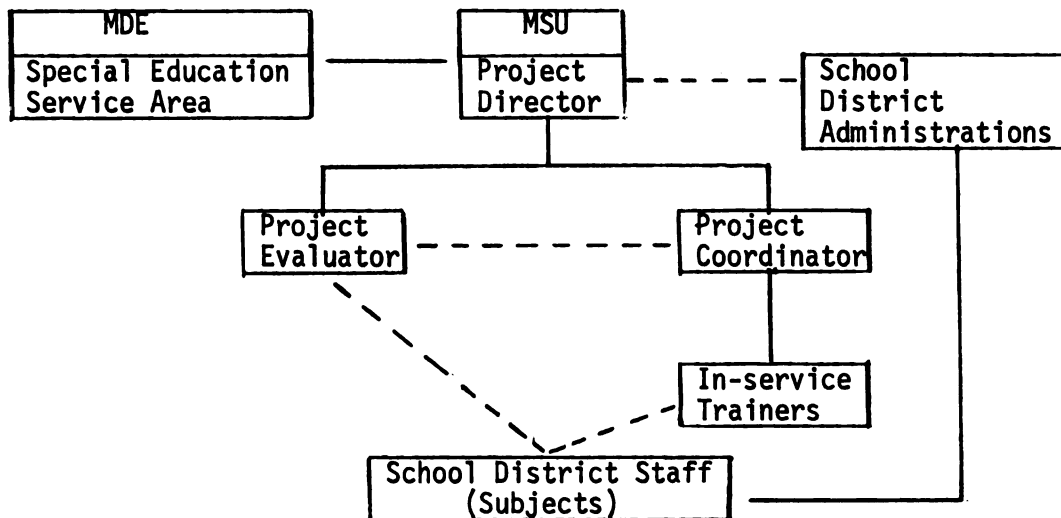 MDE
Special Education
Service Area
MSU
Project
Director
School
District
Administrations
Project
Evaluator
Project
Coordinator
In-service
Trainers
School District Staff
(Subjects)